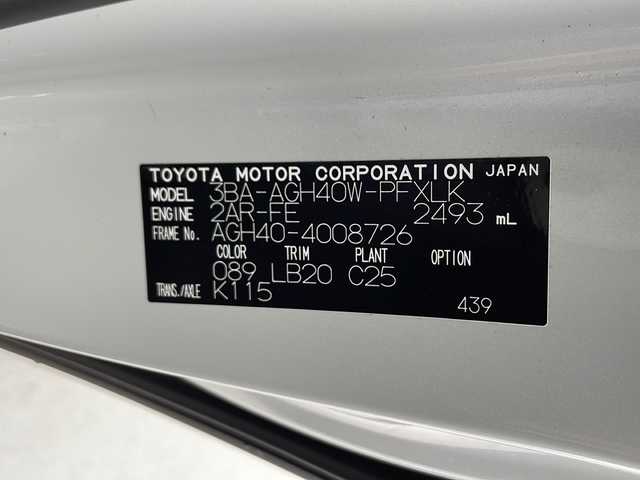 TOYOTA MOTOR CORPORATION JAPAN
MODEL 3BA-AGH40W-PFXLK
ENGINE 2AR-FE 2493 mL
FRAME No. AGH40-4008726
COLOR TRIM PLANT OPTION
089 LB20 C25
TRANS./AXLE K115
439